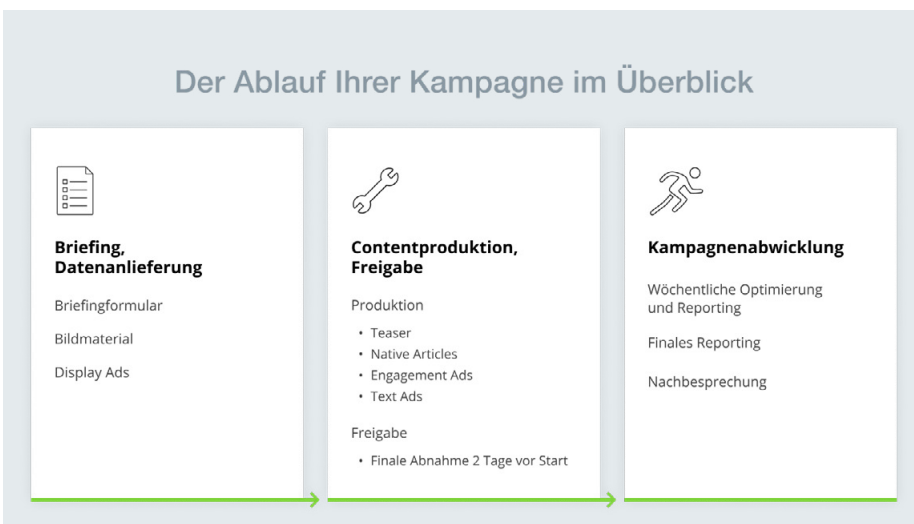 Der Ablauf Ihrer Kampagne im Überblick
Briefing,
Datenanlieferung
Briefingformular
Bildmaterial
Display Ads
Contentproduktion,
Freigabe
Produktion
• Teaser
• Native Articles
• Engagement Ads
• Text Ads
Freigabe
• Finale Abnahme 2 Tage vor Start
Kampagnenabwicklung
Wöchentliche Optimierung
und Reporting
Finales Reporting
Nachbesprechung